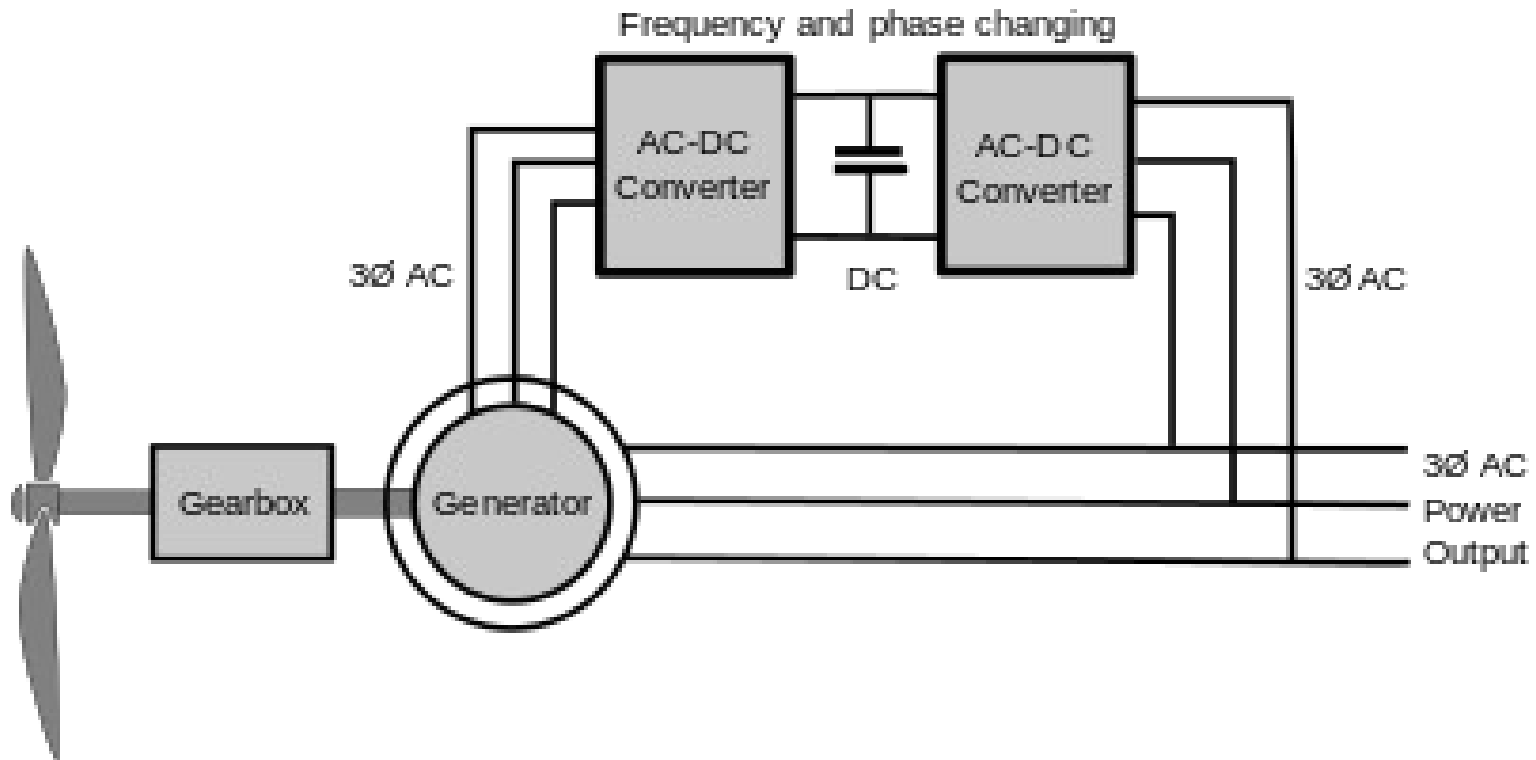 Frequency and phase changing
AC-DC
Converter
AC-DC
Converter
3Ø AC
DC
3Ø AC
Gearbox
Generator
3Ø AC
Power
Output